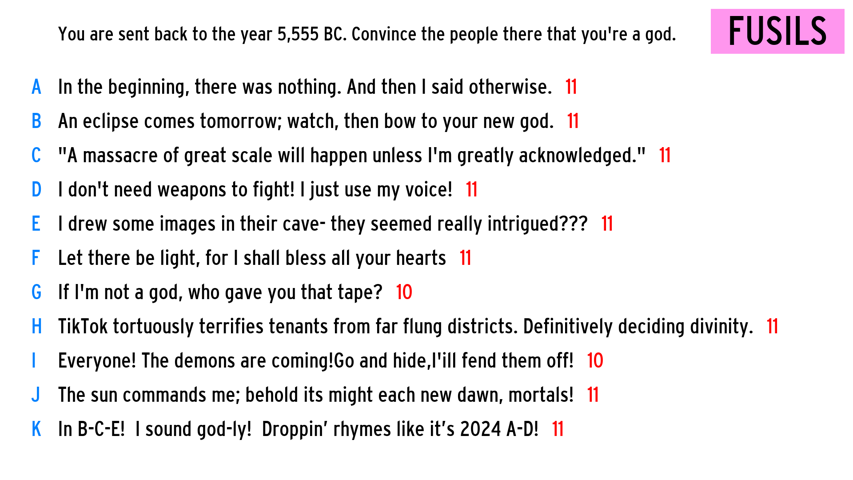 You are sent back to the year 5,555 BC. Convince the people there that you're a god.
FUSILS
A In the beginning, there was nothing. And then I said otherwise. 11
B An eclipse comes tomorrow; watch, then bow to your new god. 11
C "A massacre of great scale will happen unless I'm greatly acknowledged." 11
D I don't need weapons to fight! I just use my voice! 11
E I drew some images in their cave- they seemed really intrigued??? 11
F Let there be light, for I shall bless all your hearts 11
G If I'm not a god, who gave you that tape? 10
H TikTok tortuously terrifies tenants from far flung districts. Definitively deciding divinity. 11
I Everyone! The demons are coming!Go and hide,I'ill fend them off! 10
J The sun commands me; behold its might each new dawn, mortals! 11
K In B-C-E! I sound god-ly! Droppin’ rhymes like it’s 2024 A-D! 11